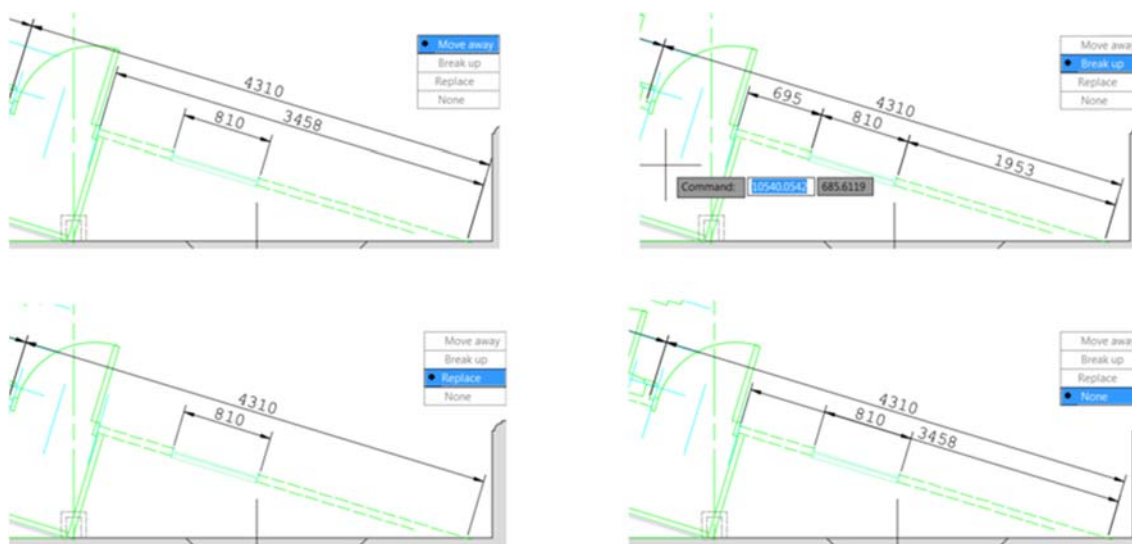 Move away
Break up
Replace
None
4310
3458
810
Move away
Break up
Replace
None
695
4310
810
1953
Command: 10540.0542 685.6119
Move away
Break up
Replace
None
4310
810
Move away
Break up
Replace
None
4310
810
3458